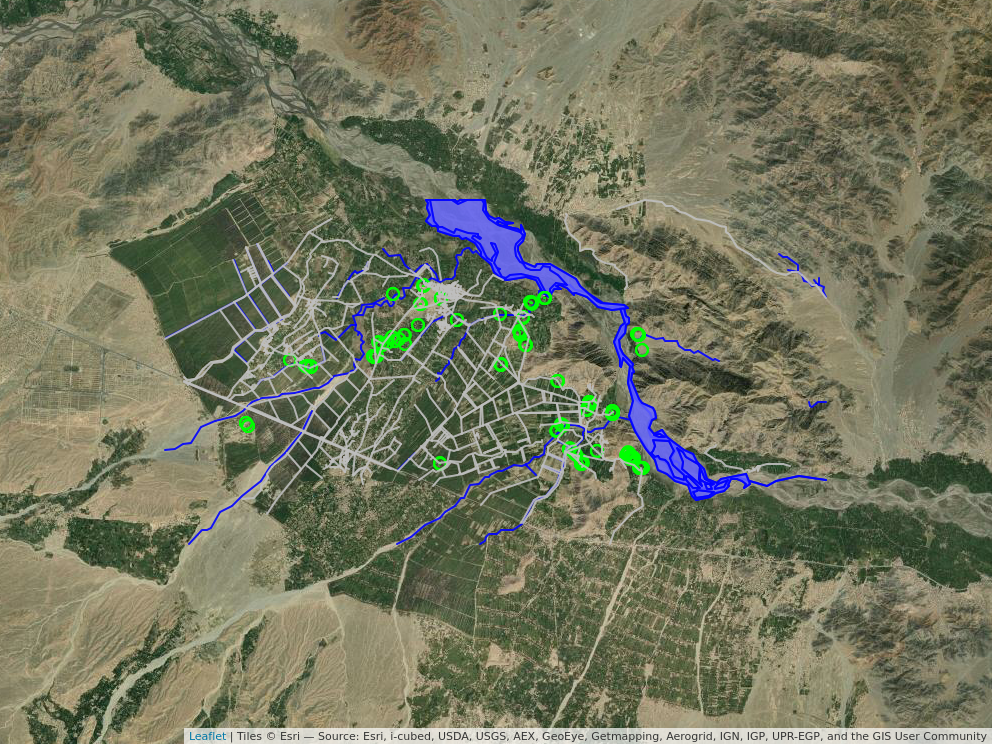 Leaflet | Tiles © Esri — Source: Esri, i-cubed, USDA, USGS, AEX, GeoEye, Getmapping, Aerogrid, IGN, IGP, UPR-EGP, and the GIS User Community